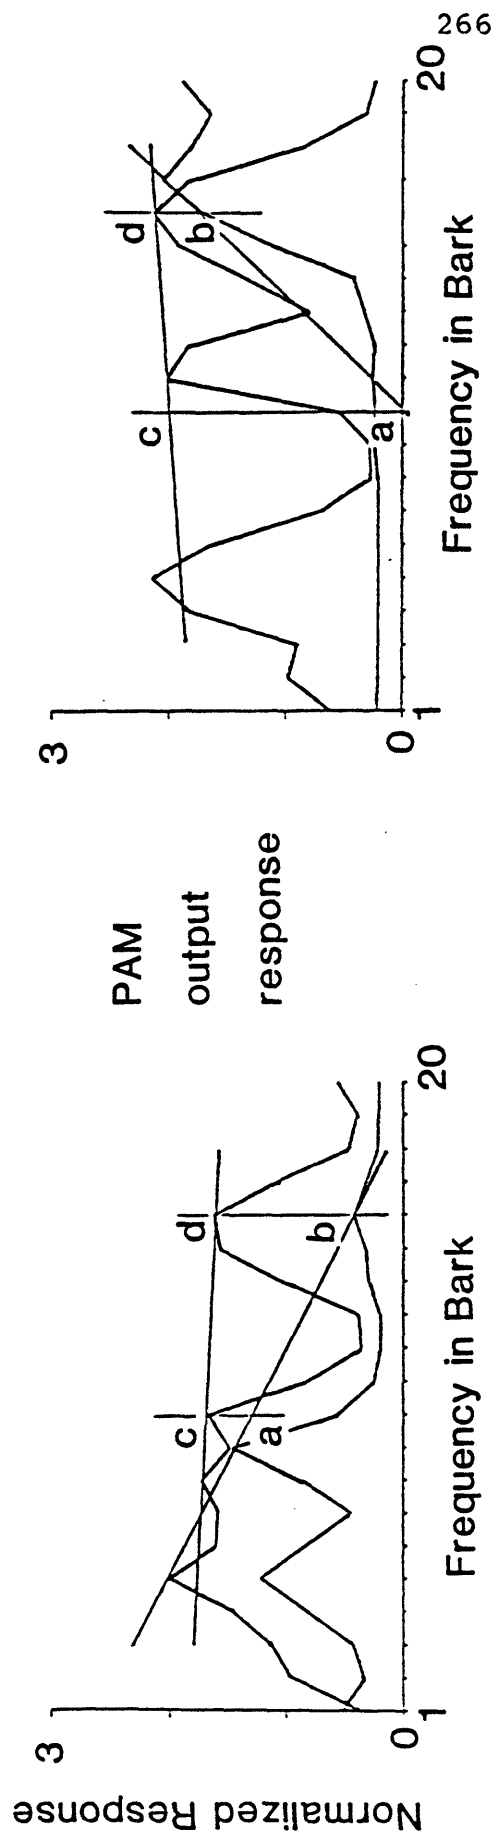 266
Normalized Response
3
c d
a b
0
1 20
Frequency in Bark
PAM
output
response
3
c d
b
a
0
1 20
Frequency in Bark